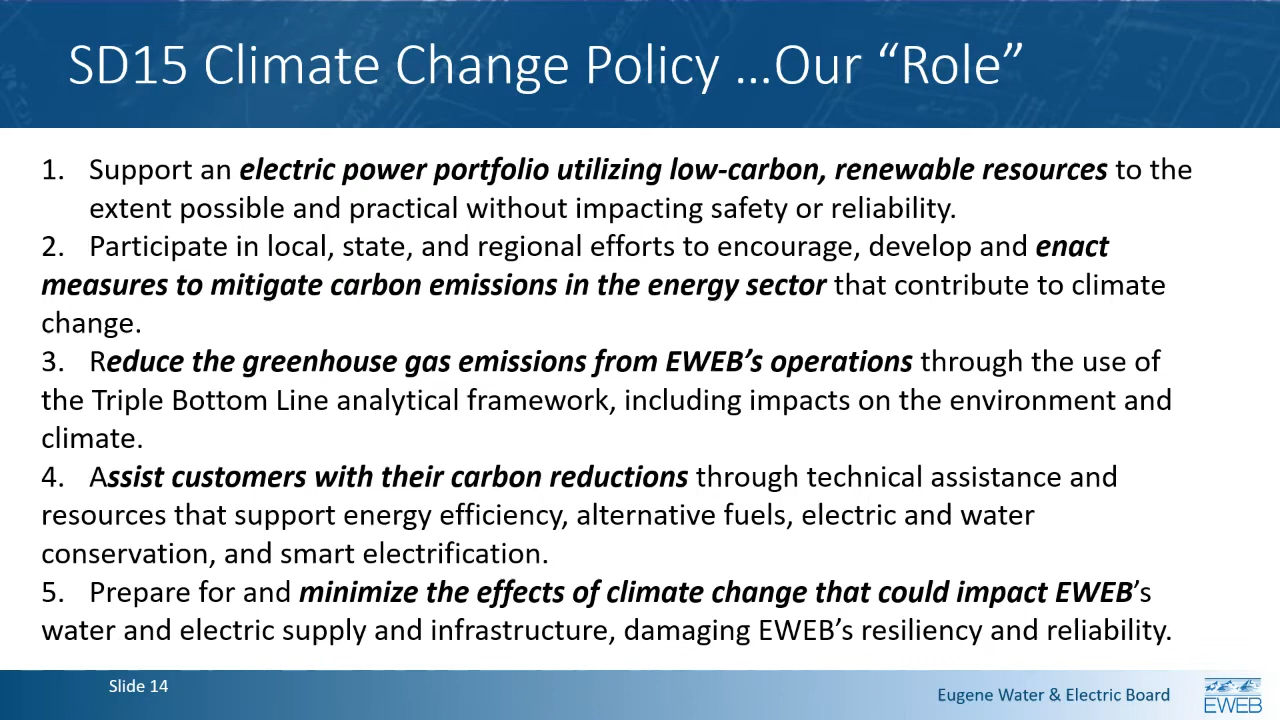 SD15 Climate Change Policy …Our “Role”
1. Support an electric power portfolio utilizing low-carbon, renewable resources to the
extent possible and practical without impacting safety or reliability.
2. Participate in local, state, and regional efforts to encourage, develop and enact
measures to mitigate carbon emissions in the energy sector that contribute to climate
change.
3. Reduce the greenhouse gas emissions from EWEB’s operations through the use of
the Triple Bottom Line analytical framework, including impacts on the environment and
climate.
4. Assist customers with their carbon reductions through technical assistance and
resources that support energy efficiency, alternative fuels, electric and water
conservation, and smart electrification.
5. Prepare for and minimize the effects of climate change that could impact EWEB’s
water and electric supply and infrastructure, damaging EWEB’s resiliency and reliability.
Slide 14
Eugene Water & Electric Board
EWEB